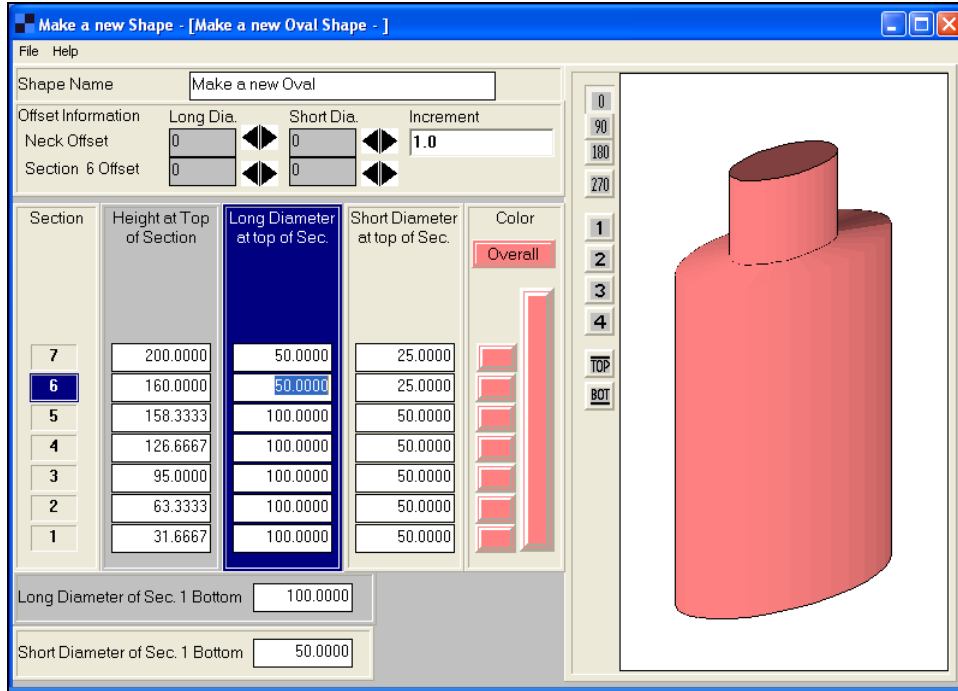 Make a new Shape - [Make a new Oval Shape - ]
File Help
Shape Name Make a new Oval
Offset Information Long Dia. Short Dia. Increment
Neck Offset 0 0 1.0
Section 6 Offset 0 0
Section Height at Top of Section Long Diameter at top of Sec. Short Diameter at top of Sec. Color
Overall
7 200.0000 50.0000 25.0000
6 160.0000 50.0000 25.0000
5 158.3333 100.0000 50.0000
4 126.6667 100.0000 50.0000
3 95.0000 100.0000 50.0000
2 63.3333 100.0000 50.0000
1 31.6667 100.0000 50.0000
Long Diameter of Sec. 1 Bottom 100.0000
Short Diameter of Sec. 1 Bottom 50.0000
0
90
180
270
1
2
3
4
TOP
BOT